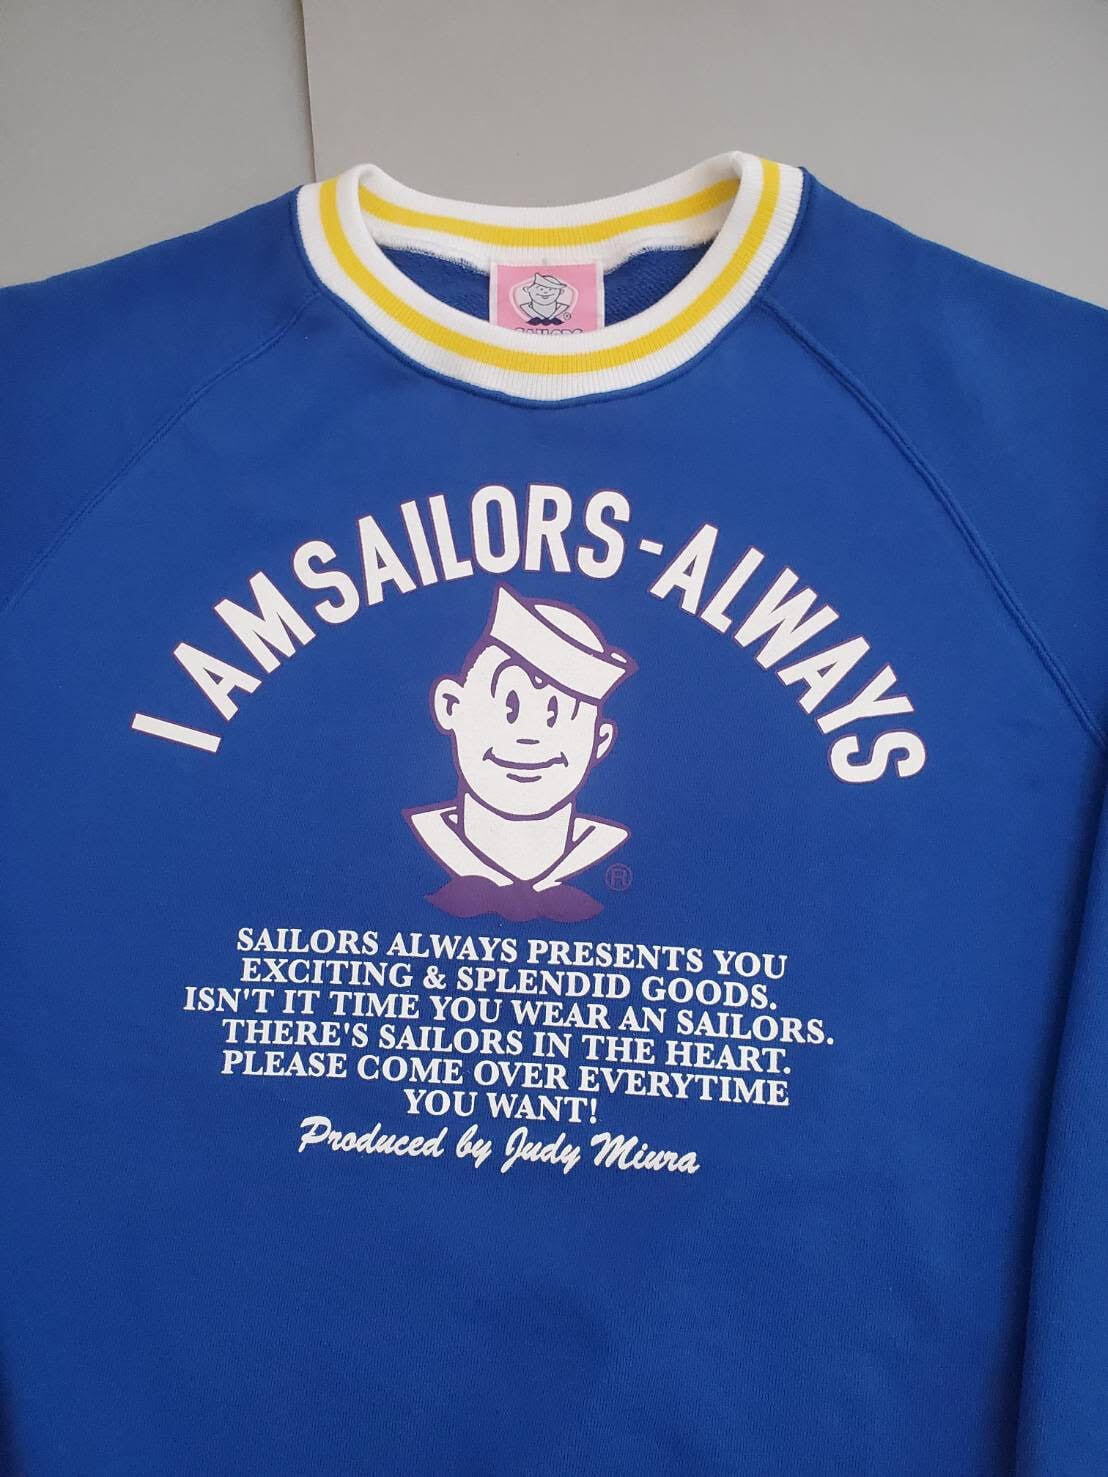 SAILORS
I AM SAILORS-ALWAYS
®
SAILORS ALWAYS PRESENTS YOU
EXCITING & SPLENDID GOODS.
ISN'T IT TIME YOU WEAR AN SAILORS.
THERE'S SAILORS IN THE HEART.
PLEASE COME OVER EVERYTIME
YOU WANT!
Produced by Judy Miura